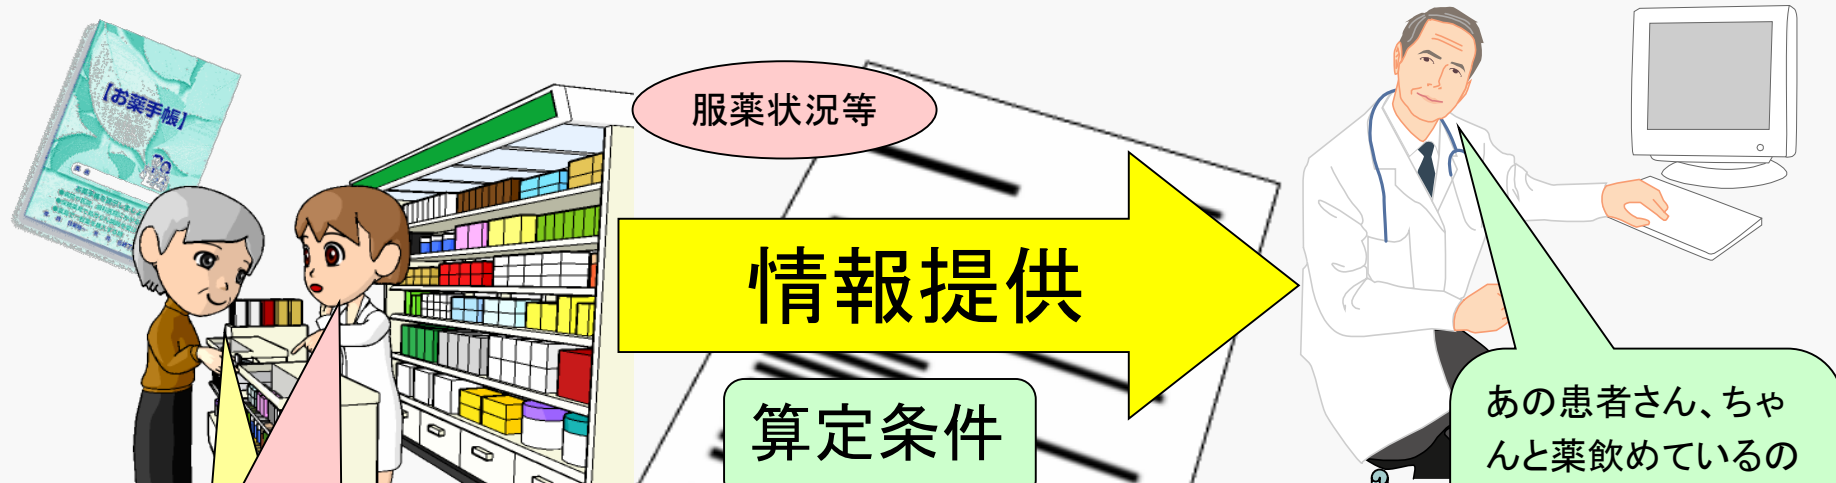 【お薬手帳】
服薬状況等
情報提供
算定条件
あの患者さん、ちゃ
んと薬飲めているの